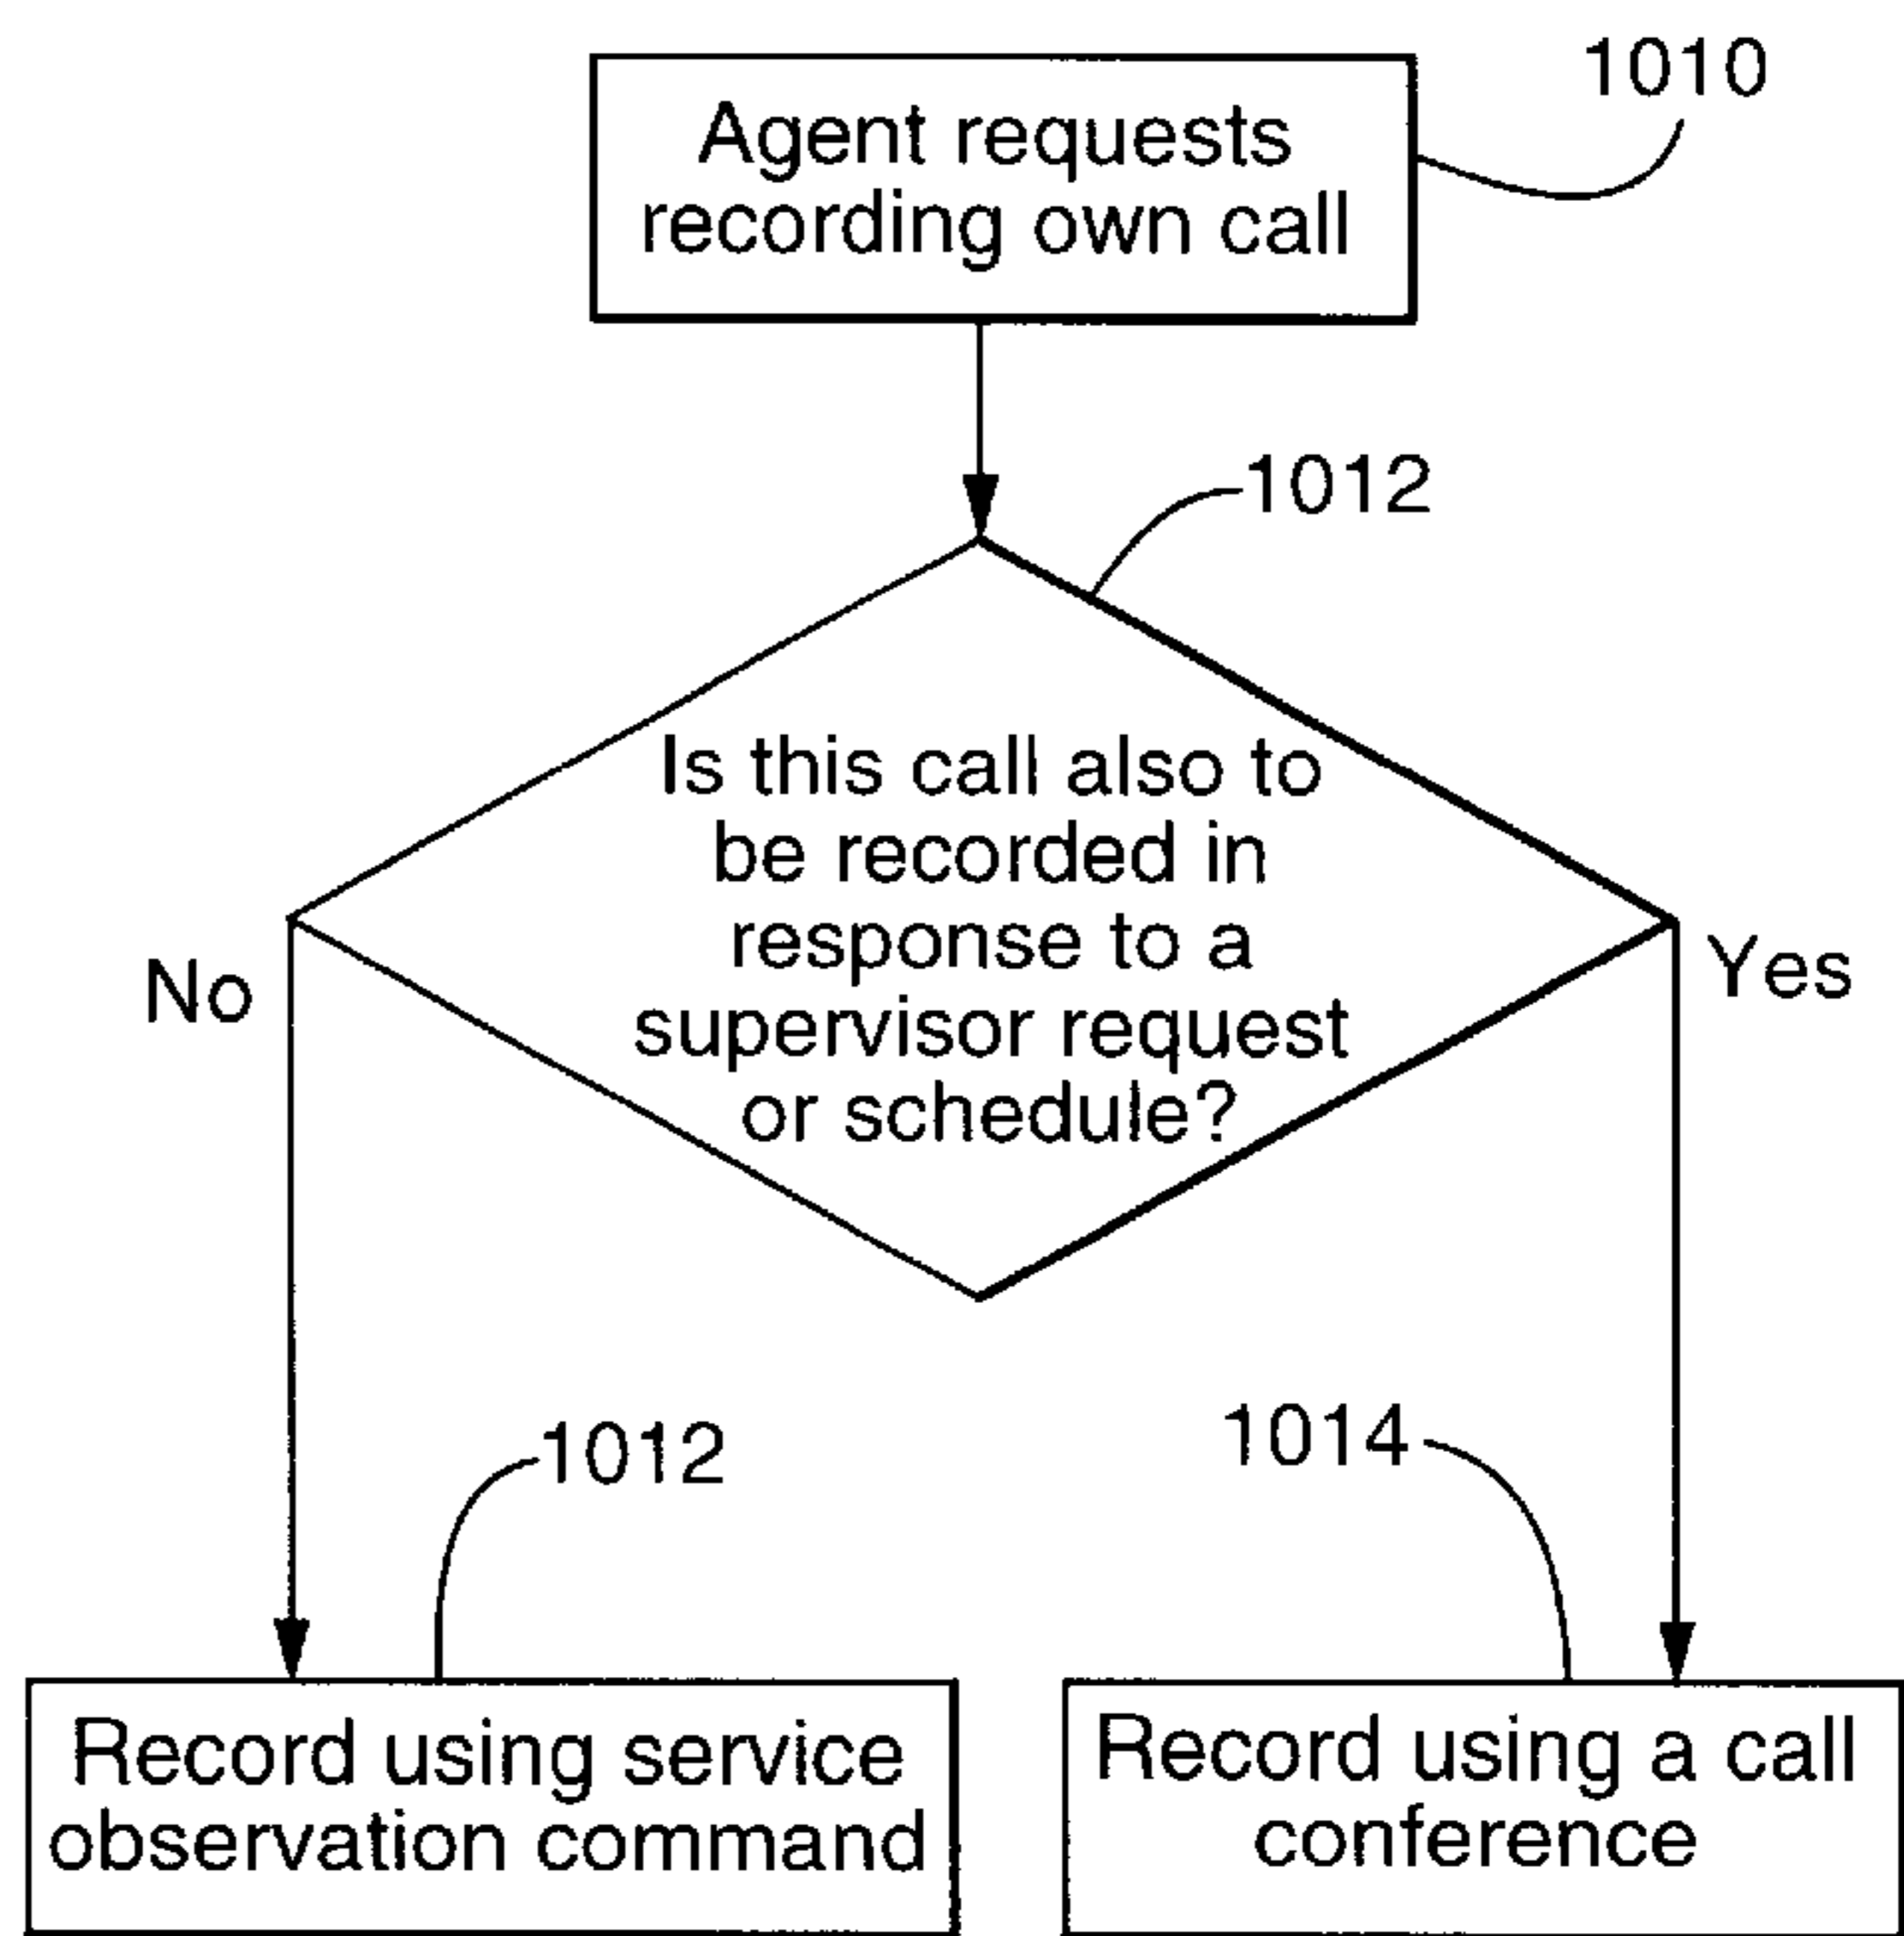 1010
Agent requests
recording own call
1012
Is this call also to
be recorded in
response to a
supervisor request
or schedule?
No
Yes
1012
1014
Record using service
observation command
Record using a call
conference